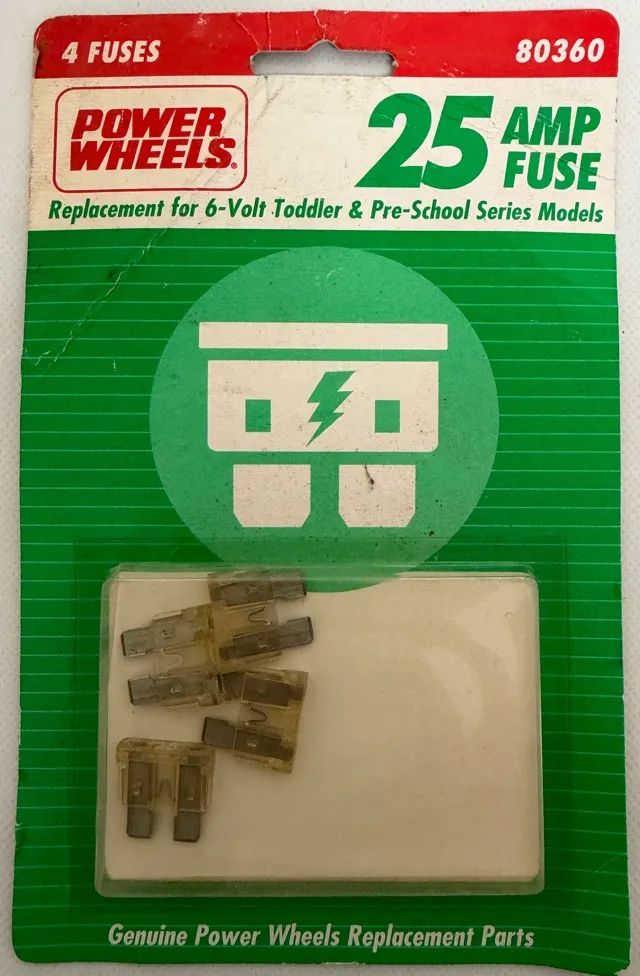 4 FUSES 80360
POWER
WHEELS®
25 AMP
FUSE
Replacement for 6-Volt Toddler & Pre-School Series Models
Genuine Power Wheels Replacement Parts